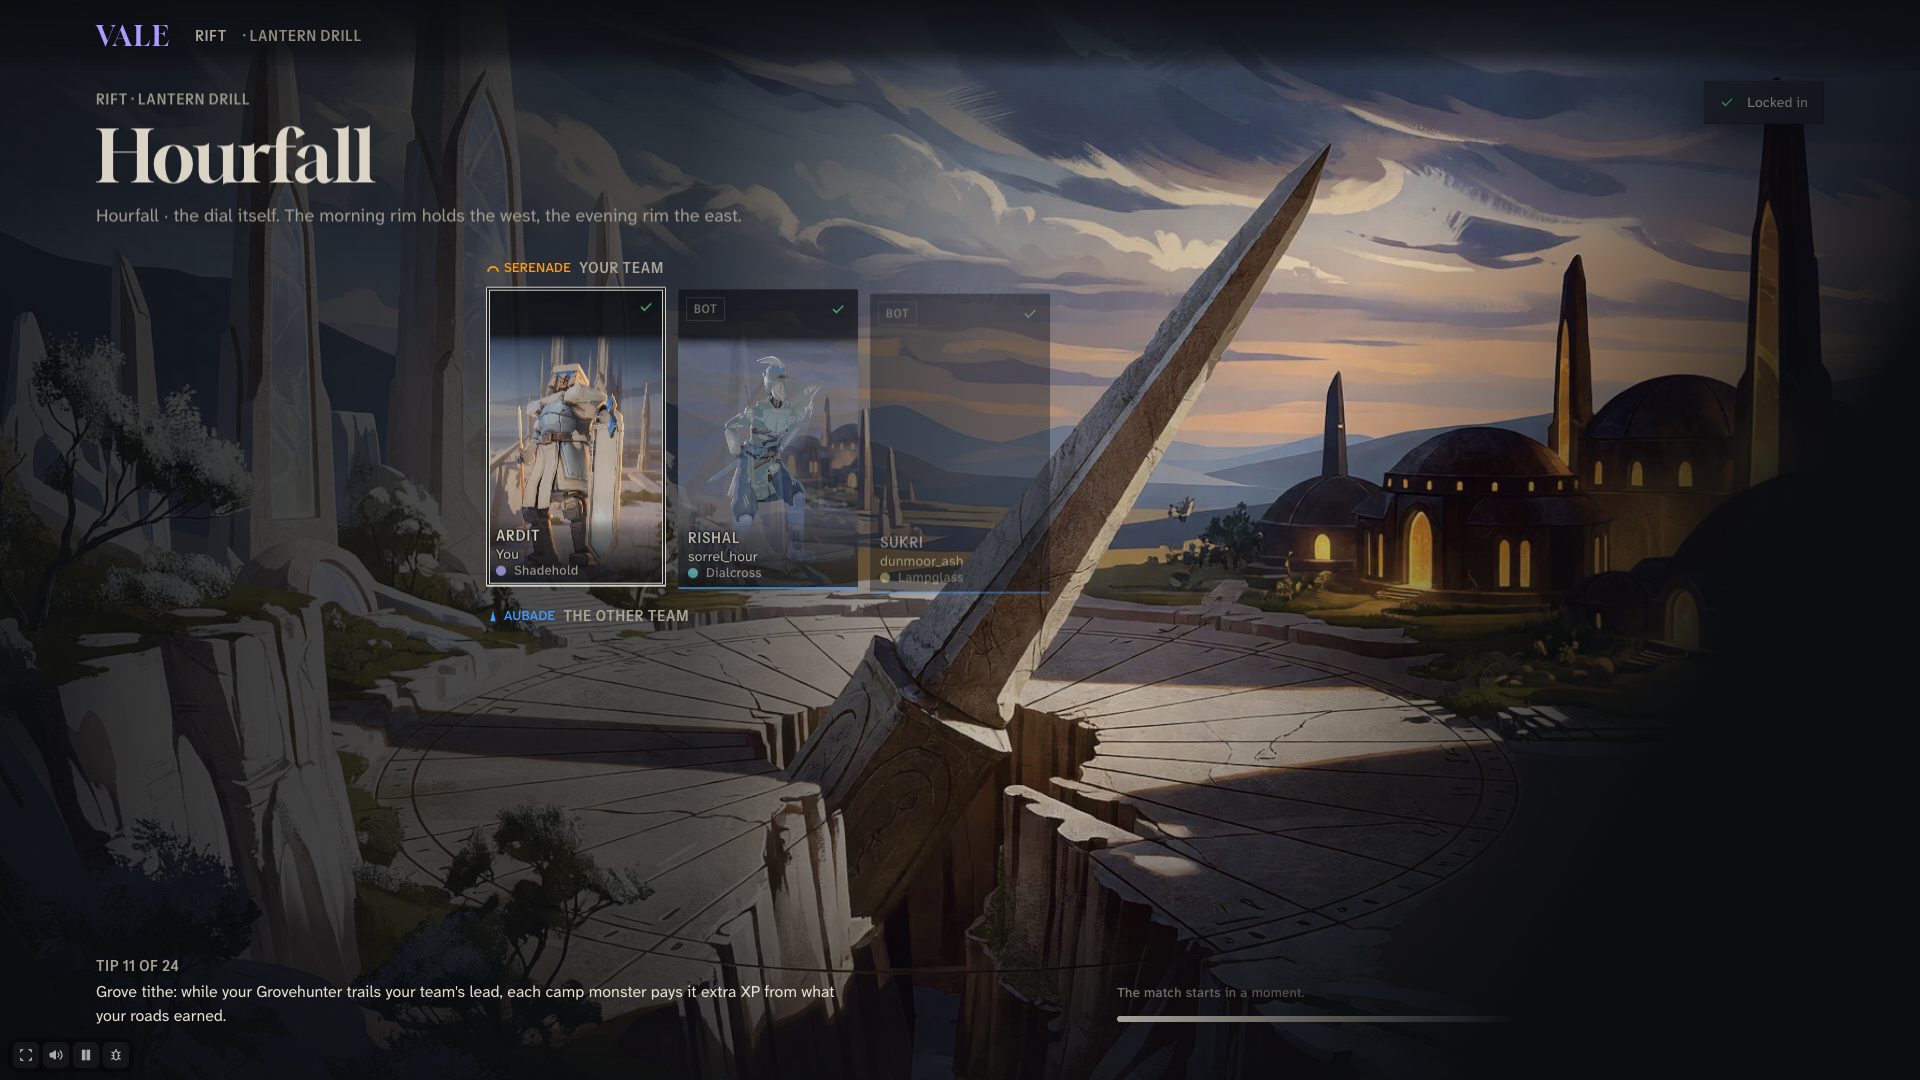 VALE RIFT · LANTERN DRILL
RIFT · LANTERN DRILL
Hourfall
Hourfall · the dial itself. The morning rim holds the west, the evening rim the east.
Locked in
SERENADE YOUR TEAM
ARDIT
You
Shadehold
BOT
RISHAL
sorrel_hour
Dialcross
BOT
SUKRI
dunmoor_ash
Lampglass
AUBADE THE OTHER TEAM
TIP 11 OF 24
Grove tithe: while your Grovehunter trails your team's lead, each camp monster pays it extra XP from what
your roads earned.
The match starts in a moment.